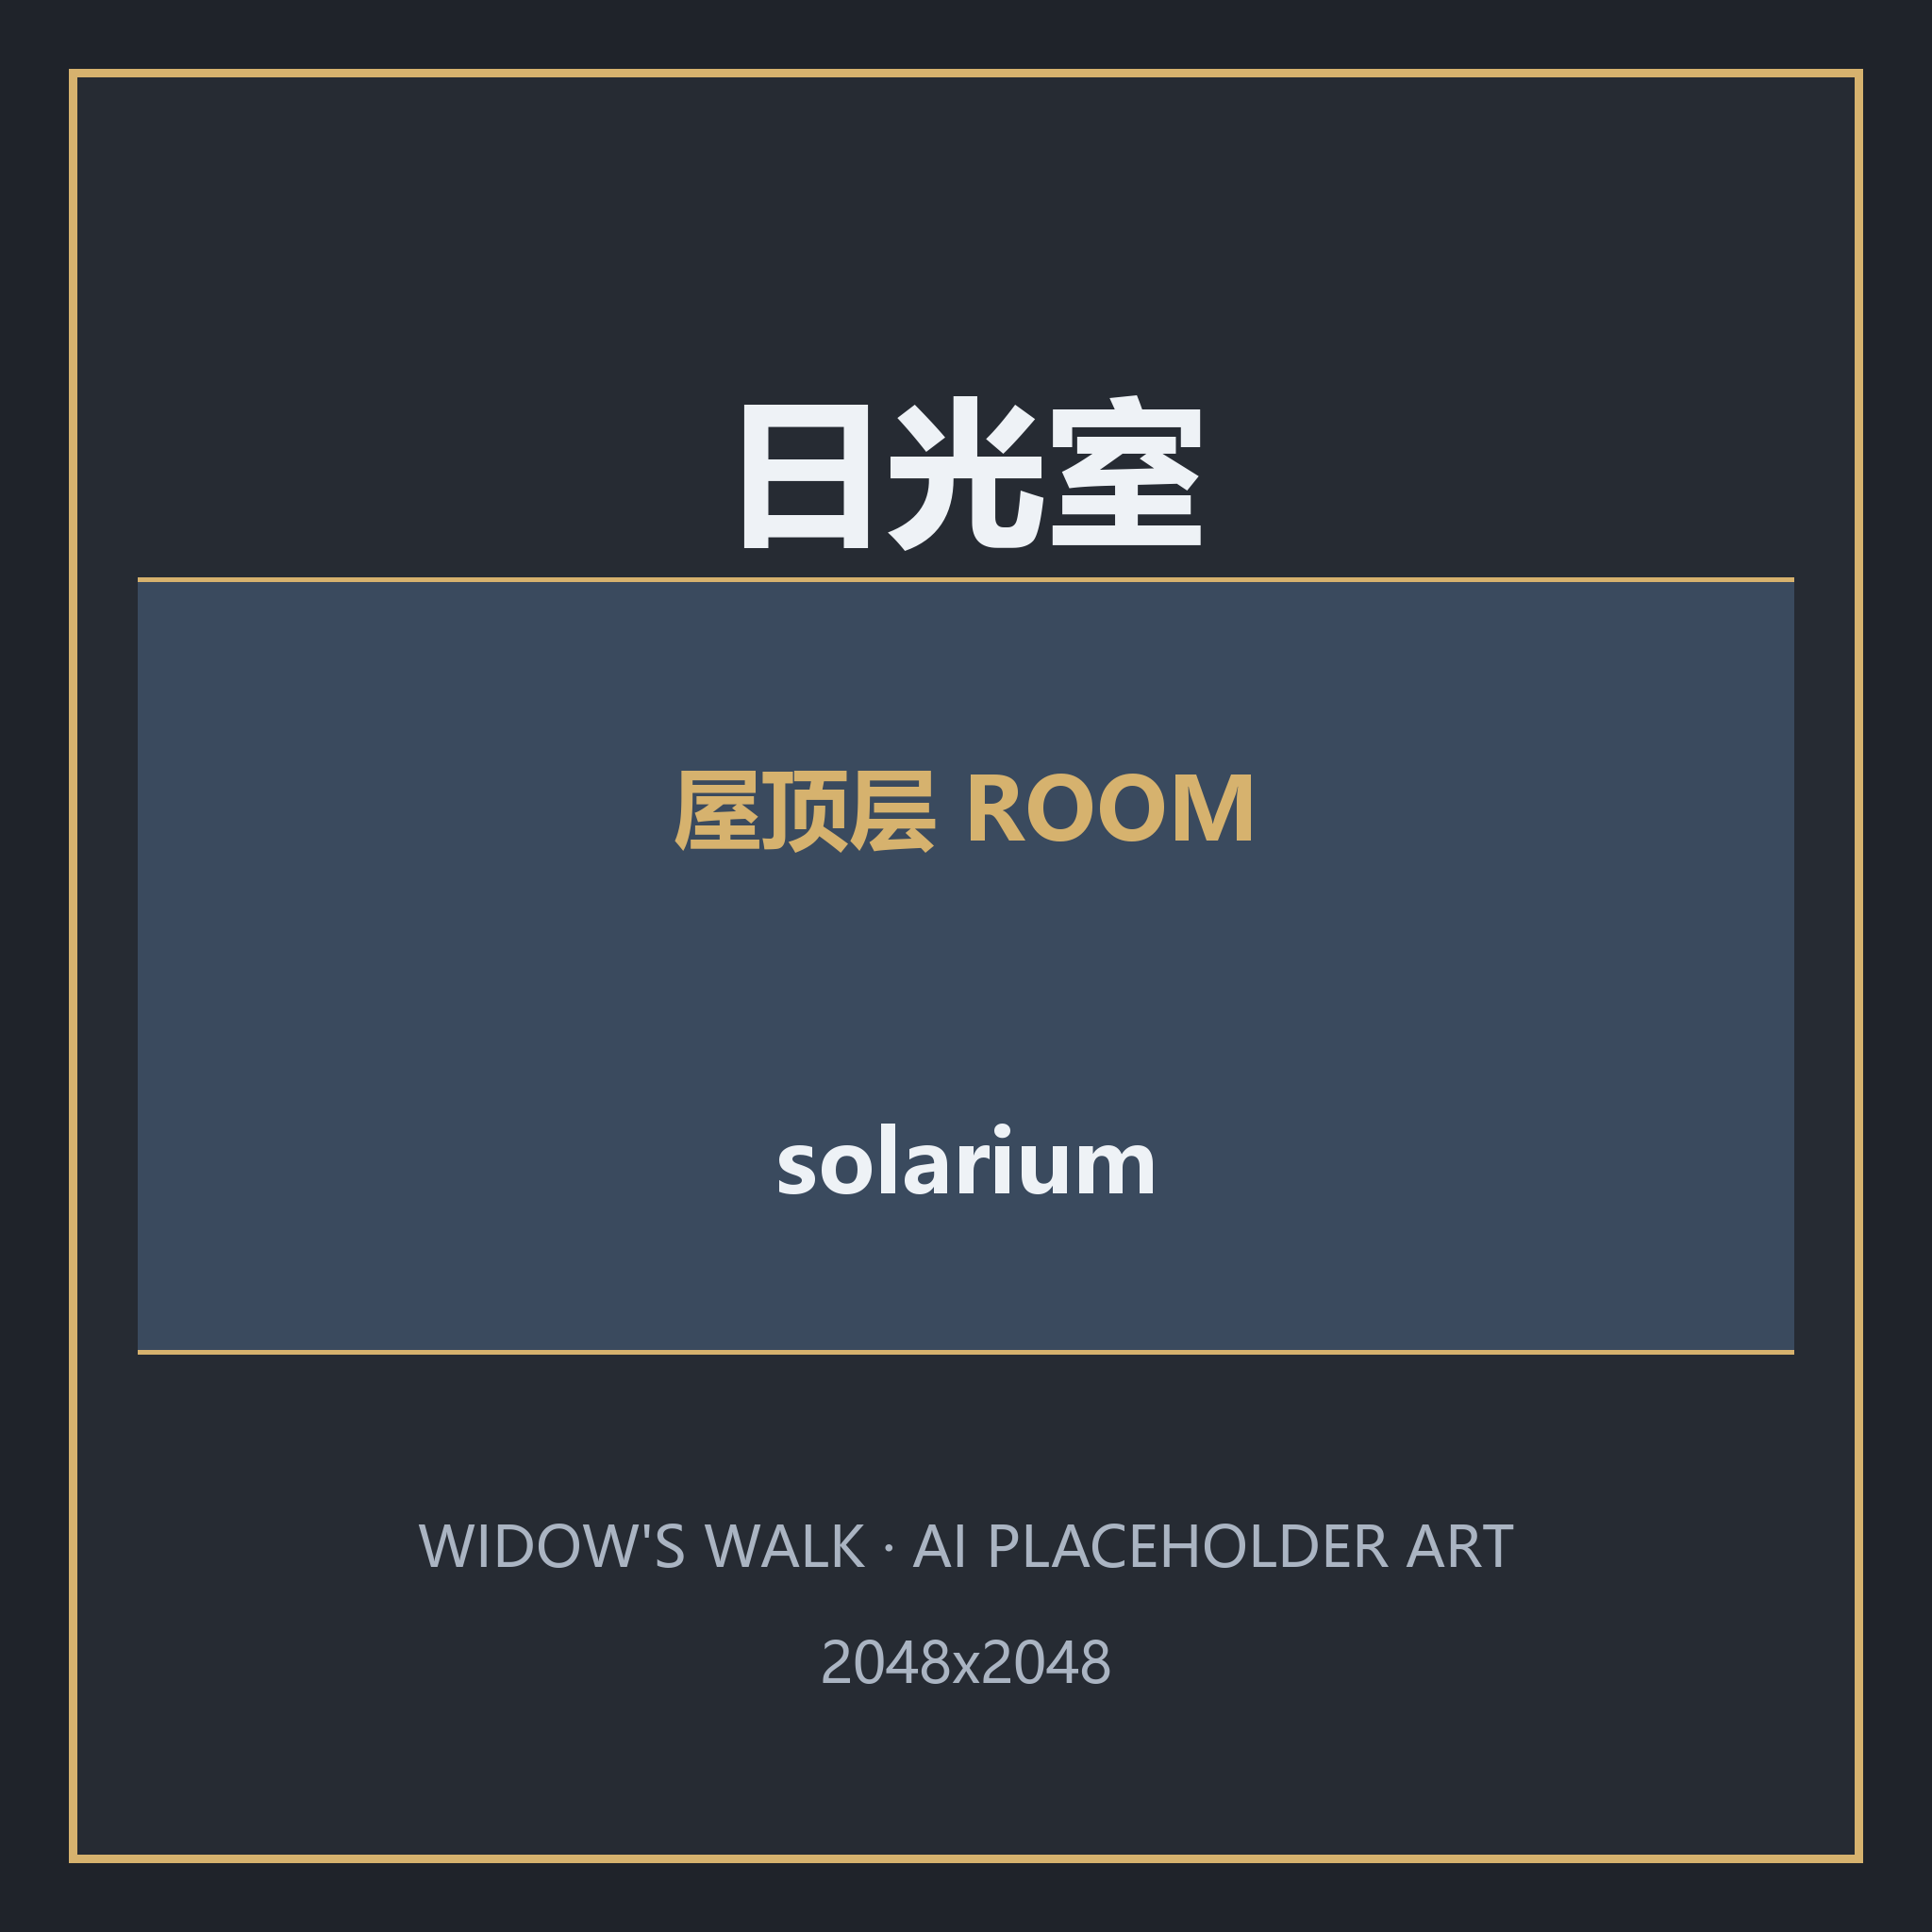 日光室
屋顶层 ROOM
solarium
WIDOW'S WALK · AI PLACEHOLDER ART
2048x2048